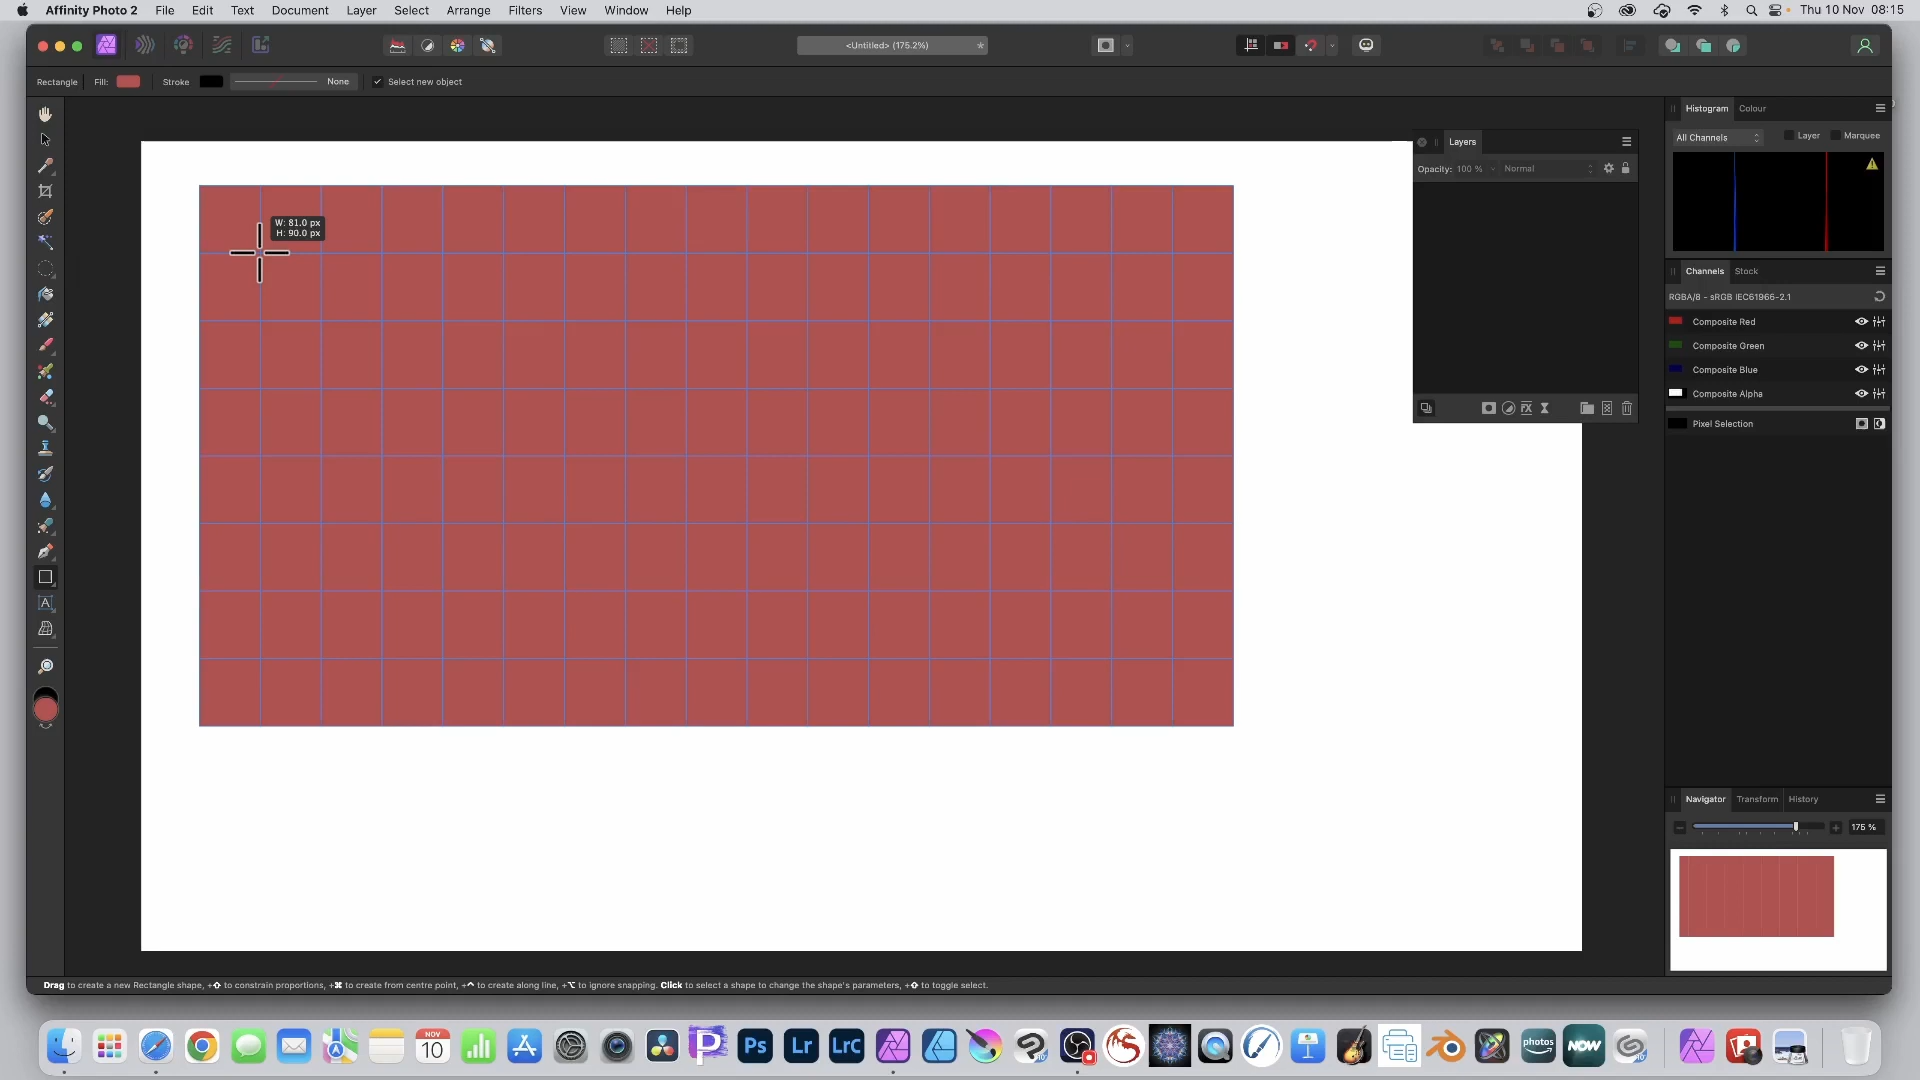 Affinity Photo 2 File Edit Text Document Layer Select Arrange Filters View Window Help Thu 10 Nov 08:15
<Untitled> (175.2%)
Rectangle Fill: Stroke None Select new object
Histogram Colour
All Channels Layer Marquee
Layers
Opacity: 100 % Normal
W: 81.0 px
H: 90.0 px
Channels Stock
RGBA/8 - sRGB IEC61966-2.1
Composite Red
Composite Green
Composite Blue
Composite Alpha
Pixel Selection
FX
A
Navigator Transform History
175 %
Drag to create a new Rectangle shape, +⇧ to constrain proportions, +⌘ to create from centre point, +^ to create along line, +⌥ to ignore snapping. Click to select a shape to change the shape's parameters, +⇧ to toggle select.
NOV
10
P
Ps
Lr
LrC
photos
NOW